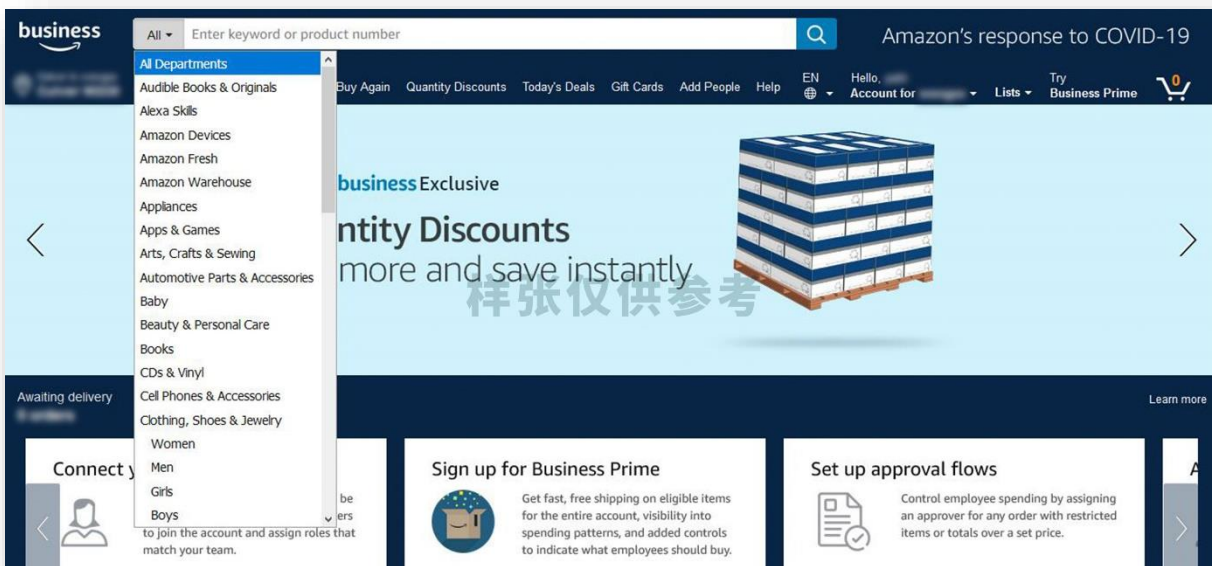 business
All
Enter keyword or product number
Amazon's response to COVID-19
Buy Again
Quantity Discounts
Today's Deals
Gift Cards
Add People
Help
EN
Hello,
Account for
Lists
Try
Business Prime
0
All Departments
Audible Books & Originals
Alexa Skills
Amazon Devices
Amazon Fresh
Amazon Warehouse
Appliances
Apps & Games
Arts, Crafts & Sewing
Automotive Parts & Accessories
Baby
Beauty & Personal Care
Books
CDs & Vinyl
Cell Phones & Accessories
Clothing, Shoes & Jewelry
Women
Men
Girls
Boys
business Exclusive
ntity Discounts
more and save instantly
样张仅供参考
Awaiting delivery
Learn more
Connect y
be
ers
to join the account and assign roles that
match your team.
Sign up for Business Prime
Get fast, free shipping on eligible items
for the entire account, visibility into
spending patterns, and added controls
to indicate what employees should buy.
Set up approval flows
Control employee spending by assigning
an approver for any order with restricted
items or totals over a set price.
A